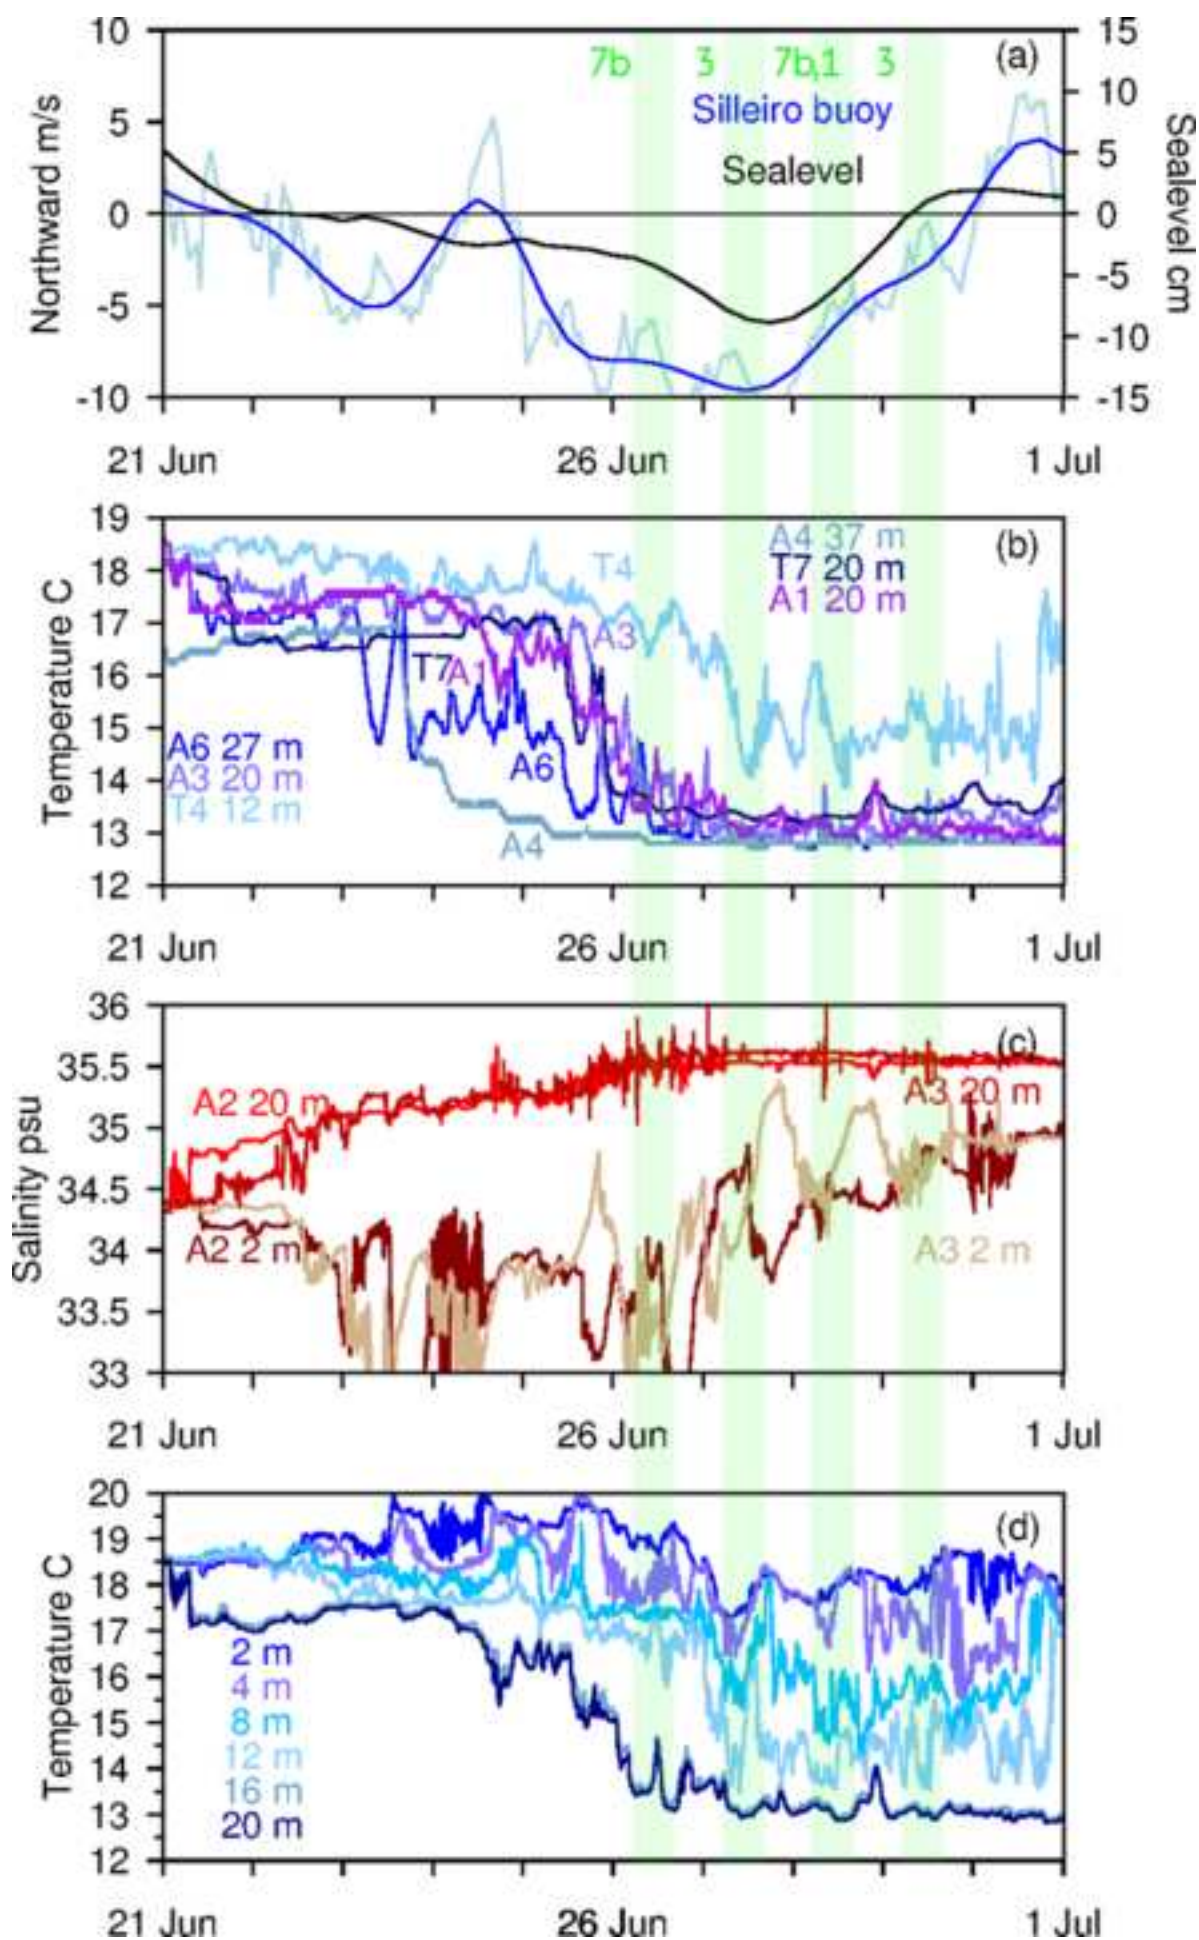 10
15
7b 3 7b,1 3 (a)
10
Silleiro buoy
5
5
Sealevel
0
0
Northward m/s
Sealevel cm
-5
-5
-10
-10
-15
21 Jun 26 Jun 1 Jul
19
A4 37 m (b)
18
T4
T7 20 m
A1 20 m
17
A3
16
T7 A1
Temperature C
15
A6 27 m
A6
A3 20 m
14
T4 12 m
13
A4
12
21 Jun 26 Jun 1 Jul
36
(c)
35.5
A2 20 m
A3 20 m
35
34.5
Salinity psu
34
A2 2 m
A3 2 m
33.5
33
21 Jun 26 Jun 1 Jul
20
(d)
19
18
17
2 m
16
4 m
Temperature C
8 m
15
12 m
14
16 m
13
20 m
12
21 Jun 26 Jun 1 Jul